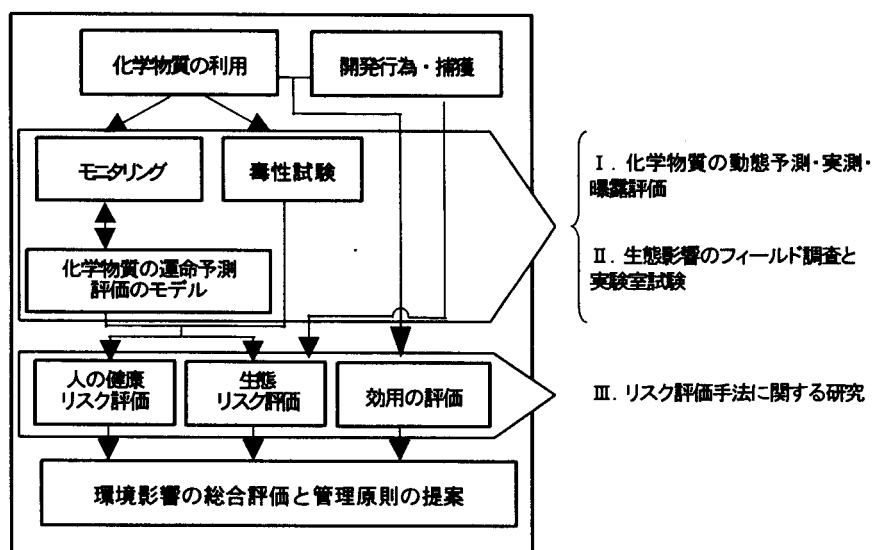 化学物質の利用
開発行為・捕獲
モニタリング
毒性試験
化学物質の運命予測
評価のモデル
人の健康
リスク評価
生態
リスク評価
効用の評価
環境影響の総合評価と管理原則の提案
Ⅰ. 化学物質の動態予測・実測・
曝露評価
Ⅱ. 生態影響のフィールド調査と
実験室試験
Ⅲ. リスク評価手法に関する研究